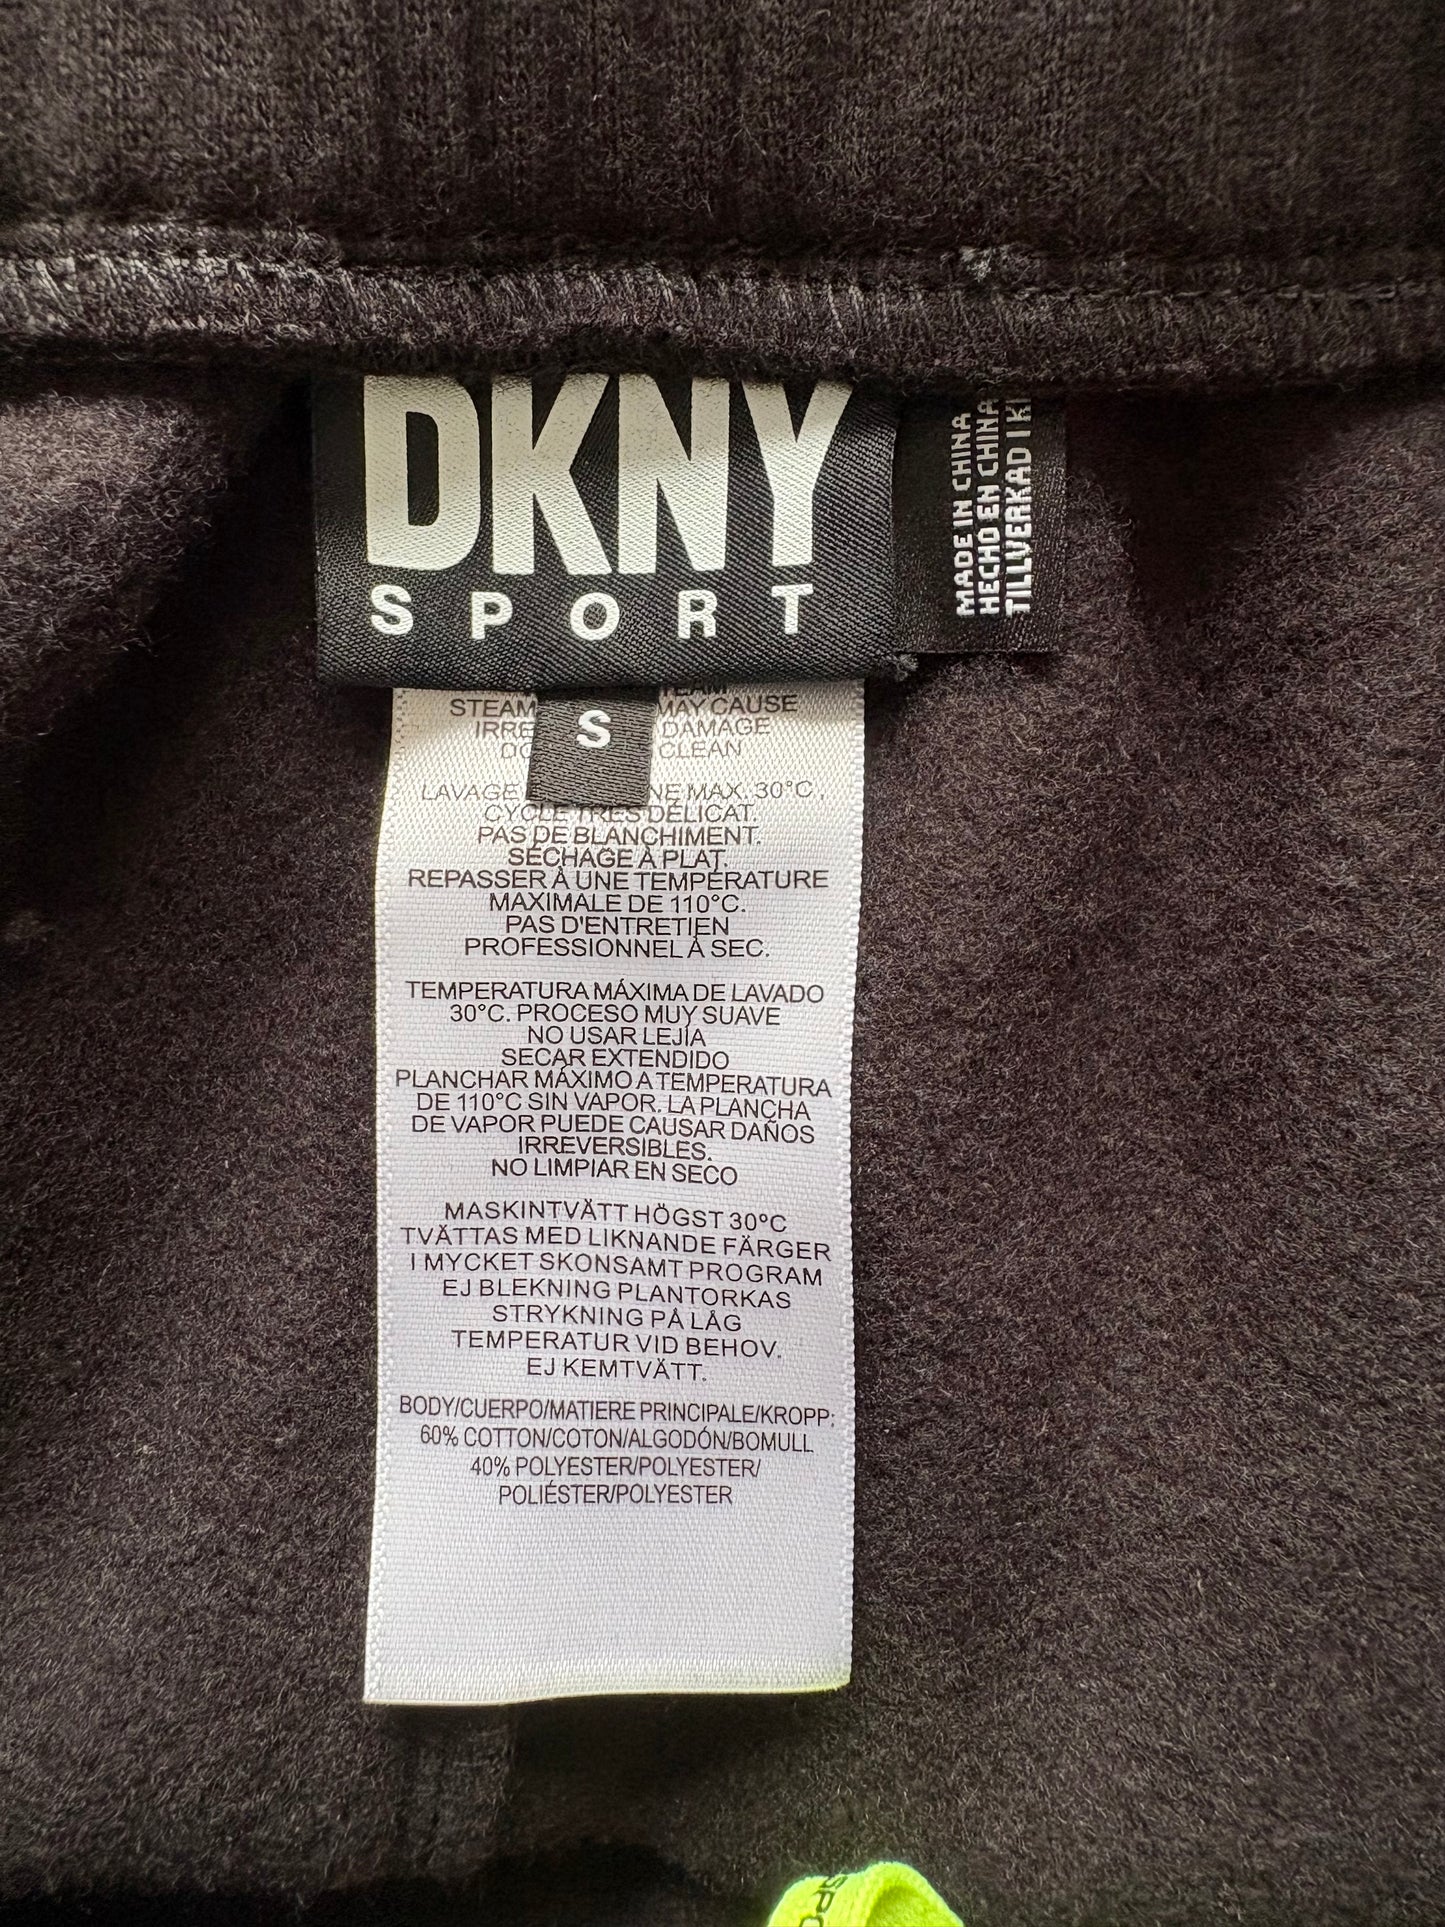 DKNY
SPORT
MADE IN CHINA
HECHO EN CHINA
TILLVERKAD I
S
MAY CAUSE
DAMAGE
CLEAN
LAVAGE MAX. 30°C,
CYCLE TRÈS DÉLICAT.
PAS DE BLANCHIMENT.
SÉCHAGE À PLAT.
REPASSER À UNE TEMPÉRATURE
MAXIMALE DE 110°C.
PAS D'ENTRETIEN
PROFESSIONNEL À SEC.
TEMPERATURA MÁXIMA DE LAVADO
30°C. PROCESO MUY SUAVE
NO USAR LEJÍA
SECAR EXTENDIDO
PLANCHAR MÁXIMO A TEMPERATURA
DE 110°C SIN VAPOR. LA PLANCHA
DE VAPOR PUEDE CAUSAR DAÑOS
IRREVERSIBLES.
NO LIMPIAR EN SECO
MASKINTVÄTT HÖGST 30°C
TVÄTTAS MED LIKNANDE FÄRGER
I MYCKET SKONSAMT PROGRAM
EJ BLEKNING PLANTORKAS
STRYKNING PÅ LÅG
TEMPERATUR VID BEHOV.
EJ KEMTVÄTT.
BODY/CUERPO/MATIERE PRINCIPALE/KROPP:
60% COTTON/COTON/ALGODÓN/BOMULL
40% POLYESTER/POLYESTER/
POLIÉSTER/POLYESTER